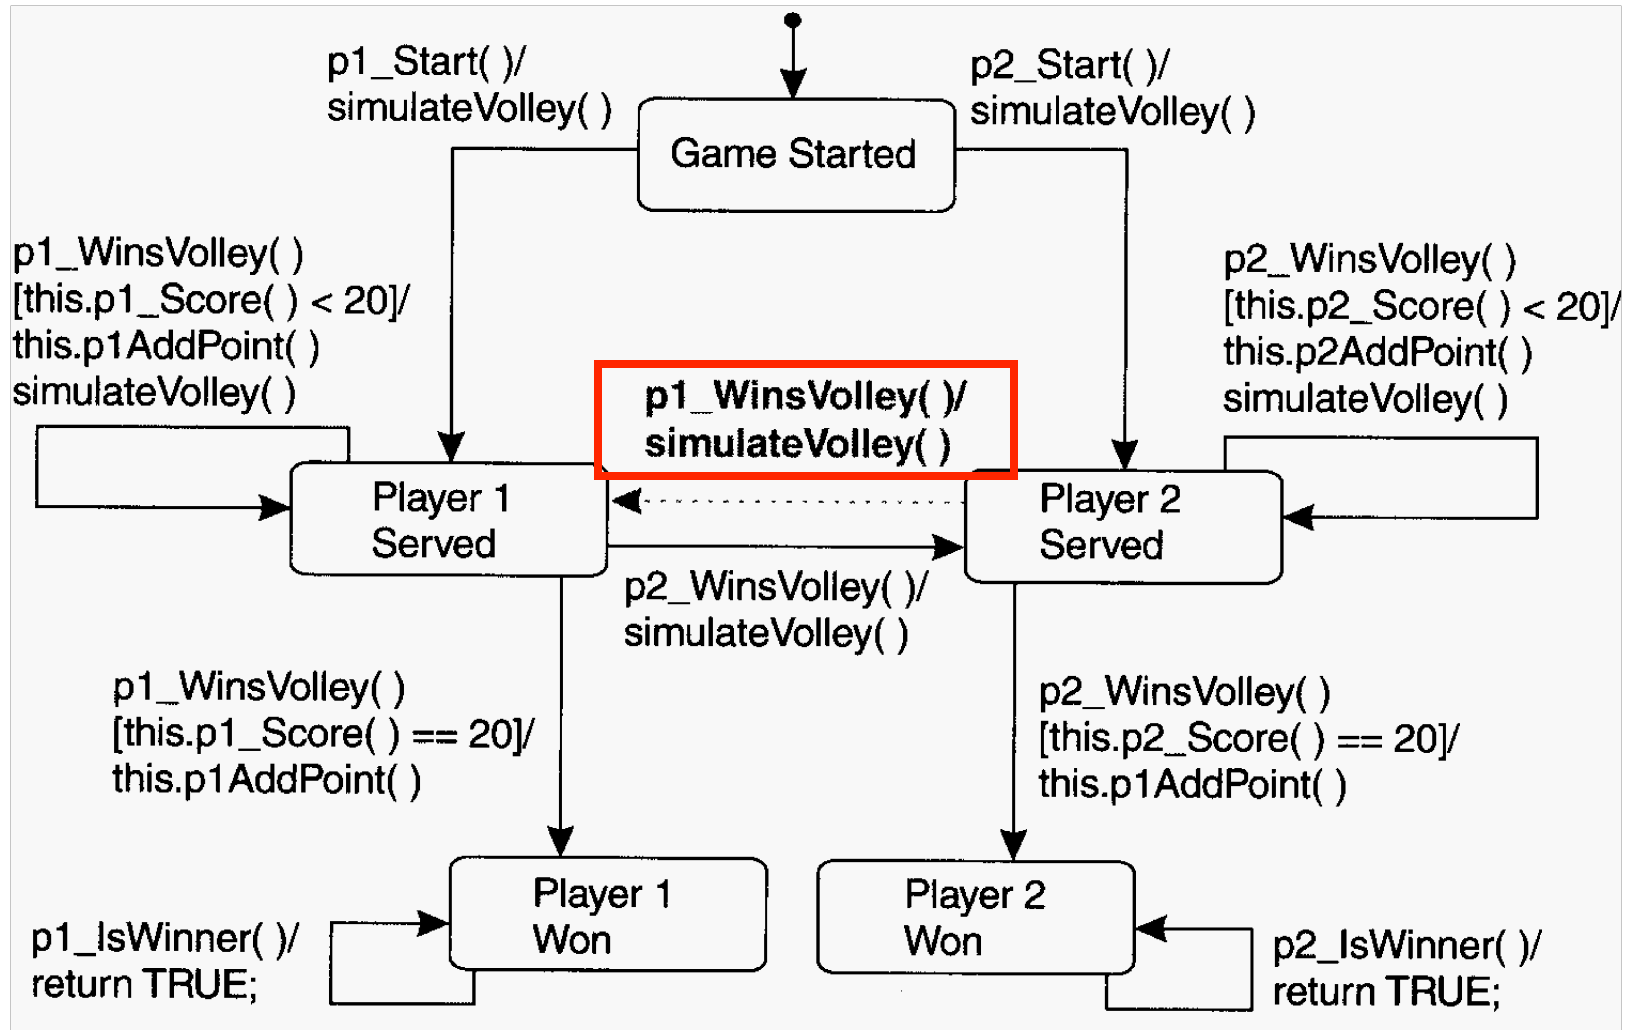 p1_Start( )/
simulateVolley( )
p2_Start( )/
simulateVolley( )
Game Started
p1_WinsVolley( )
[this.p1_Score( ) < 20]/
this.p1AddPoint( )
simulateVolley( )
p2_WinsVolley( )
[this.p2_Score( ) < 20]/
this.p2AddPoint( )
simulateVolley( )
p1_WinsVolley( )/
simulateVolley( )
Player 1
Served
Player 2
Served
p2_WinsVolley( )/
simulateVolley( )
p1_WinsVolley( )
[this.p1_Score( ) == 20]/
this.p1AddPoint( )
p2_WinsVolley( )
[this.p2_Score( ) == 20]/
this.p1AddPoint( )
Player 1
Won
Player 2
Won
p1_IsWinner( )/
return TRUE;
p2_IsWinner( )/
return TRUE;